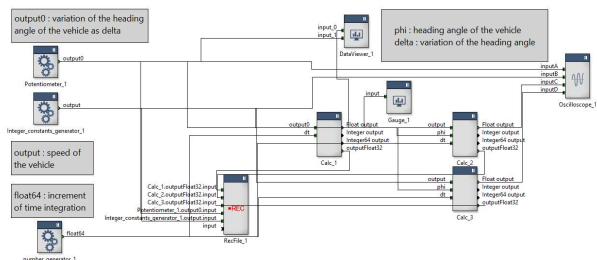 output0 : variation of the heading
angle of the vehicle as delta
phi : heading angle of the vehicle
delta : variation of the heading angle
input_0
input_1
DataViewer_1
output0
Potentiometer_1
inputA
inputB
inputC
inputD
Oscilloscope_1
output
Integer_constants_generator_1
input
Gauge_1
output : speed of
the vehicle
output0
dt
Float output
Integer output
Integer64 output
outputFloat32
Calc_1
output
phi
dt
Float output
Integer output
Integer64 output
outputFloat32
Calc_2
float64 : increment
of time integration
Calc_1.outputFloat32.input
Calc_2.outputFloat32.input
Calc_3.outputFloat32.input
Potentiometer_1.output0.input
Integer_constants_generator_1.output.input
input
REC
RecFile_1
output
phi
dt
Float output
Integer output
Integer64 output
outputFloat32
Calc_3
float64
number_generator_1